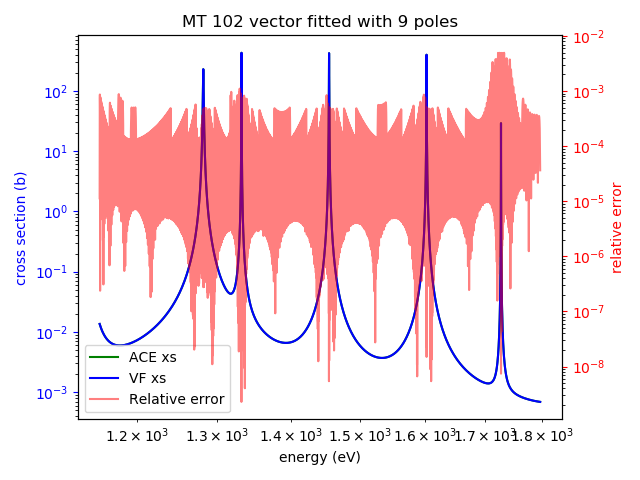 MT 102 vector fitted with 9 poles
10²
10¹
10⁰
10⁻¹
10⁻²
10⁻³
cross section (b)
10⁻²
10⁻³
10⁻⁴
10⁻⁵
10⁻⁶
10⁻⁷
10⁻⁸
relative error
ACE xs
VF xs
Relative error
1.2 × 10³ 1.3 × 10³ 1.4 × 10³ 1.5 × 10³ 1.6 × 10³ 1.7 × 10³ 1.8 × 10³
energy (eV)